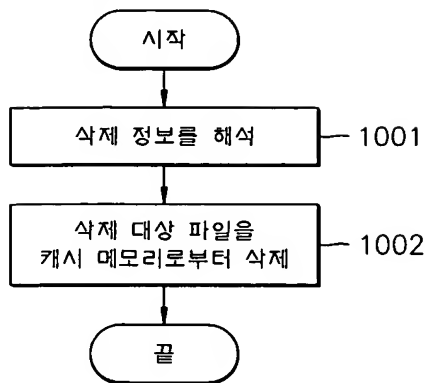 시작
삭제 정보를 해석
1001
삭제 대상 파일을
캐시 메모리로부터 삭제
1002
끝